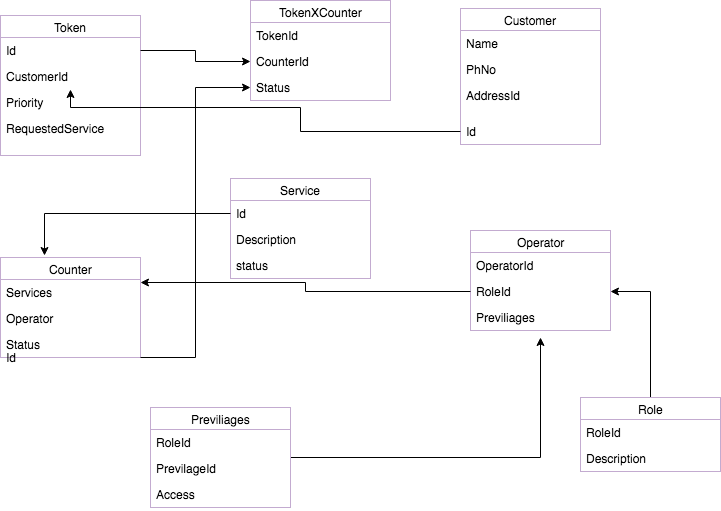 Token
Id
CustomerId
Priority
RequestedService
TokenXCounter
TokenId
CounterId
Status
Customer
Name
PhNo
AddressId
Id
Service
Id
Description
status
Counter
Services
Operator
Status
Id
Operator
OperatorId
RoleId
Previliages
Previliages
RoleId
PrevilageId
Access
Role
RoleId
Description